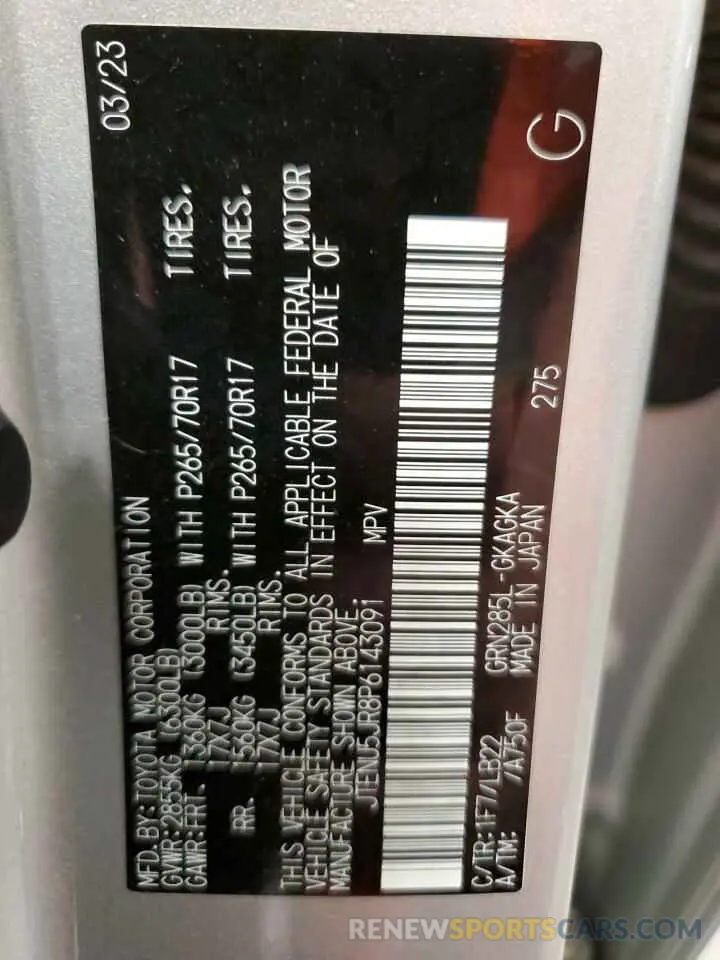 MFD.BY:TOYOTA MOTOR CORPORATION 03/23
GVWR:2855KG (6300LB)
GAWR:FRT. 1360KG (3000LB) WITH P265/70R17 TIRES,
17X7J RIMS.
RR. 1560KG (3450LB) WITH P265/70R17 TIRES,
17X7J RIMS.
THIS VEHICLE CONFORMS TO ALL APPLICABLE FEDERAL MOTOR
VEHICLE SAFETY STANDARDS IN EFFECT ON THE DATE OF
MANUFACTURE SHOWN ABOVE.
JTENU5JR8P6143091 MPV
C/TR:1F7/LB22 GRN285L-GKAGKA
A/TM: /A750F MADE IN JAPAN 275 G
RENEWSPORTSCARS.COM